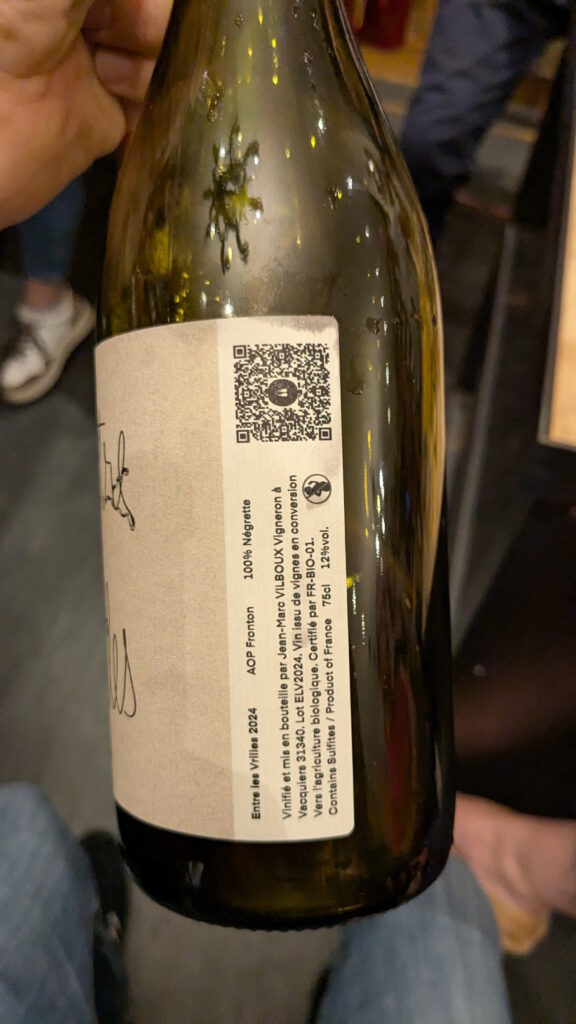 Entre les Vrilles 2024 AOP Fronton 100% Négrette
Vinifié et mis en bouteille par Jean-Marc VILBOUX Vigneron à
Vacquiers 31340. Lot ELV2024. Vin issu de vignes en conversion
Vers l'agriculture biologique. Certifié par FR-BIO-01.
Contains Sulfites / Product of France 75cl 12%vol.